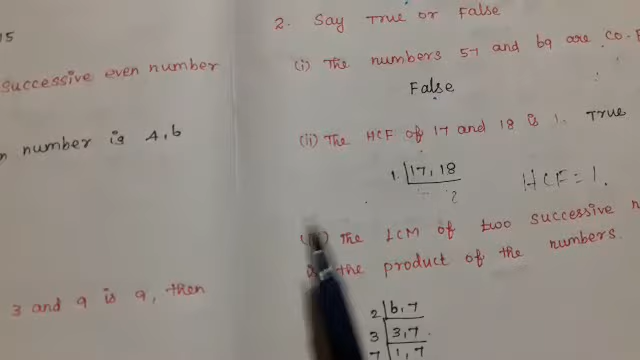 15
successive even number
number is 4, 6
3 and 9 is 9, then
2. Say True or False
(i) The numbers 57 and 69 are co-
False
(ii) The HCF of 17 and 18 is 1. True
1 | 17, 18
HCF = 1.
The LCM of two successive
the product of the numbers.
2 | 6, 7
3 | 3, 7
7 | 1, 7